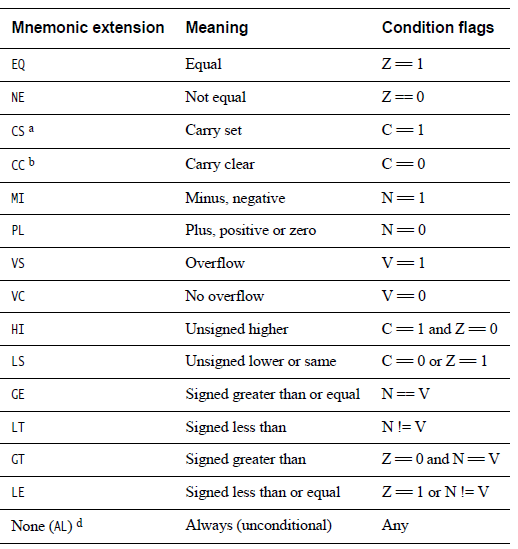 Mnemonic extension Meaning Condition flags
EQ Equal Z == 1
NE Not equal Z == 0
CS a Carry set C == 1
CC b Carry clear C == 0
MI Minus, negative N == 1
PL Plus, positive or zero N == 0
VS Overflow V == 1
VC No overflow V == 0
HI Unsigned higher C == 1 and Z == 0
LS Unsigned lower or same C == 0 or Z == 1
GE Signed greater than or equal N == V
LT Signed less than N != V
GT Signed greater than Z == 0 and N == V
LE Signed less than or equal Z == 1 or N != V
None (AL) d Always (unconditional) Any